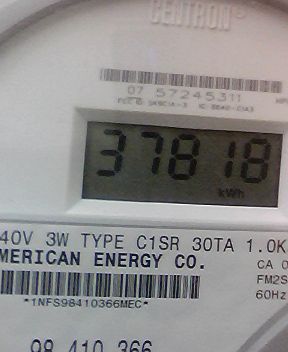 CENTRON®
07 57245311
37818
kWh
40V 3W TYPE C1SR 30TA 1.0K
MERICAN ENERGY CO.
CA 0
FM2S
60Hz
*1NFS98410366MEC*
98 410 366